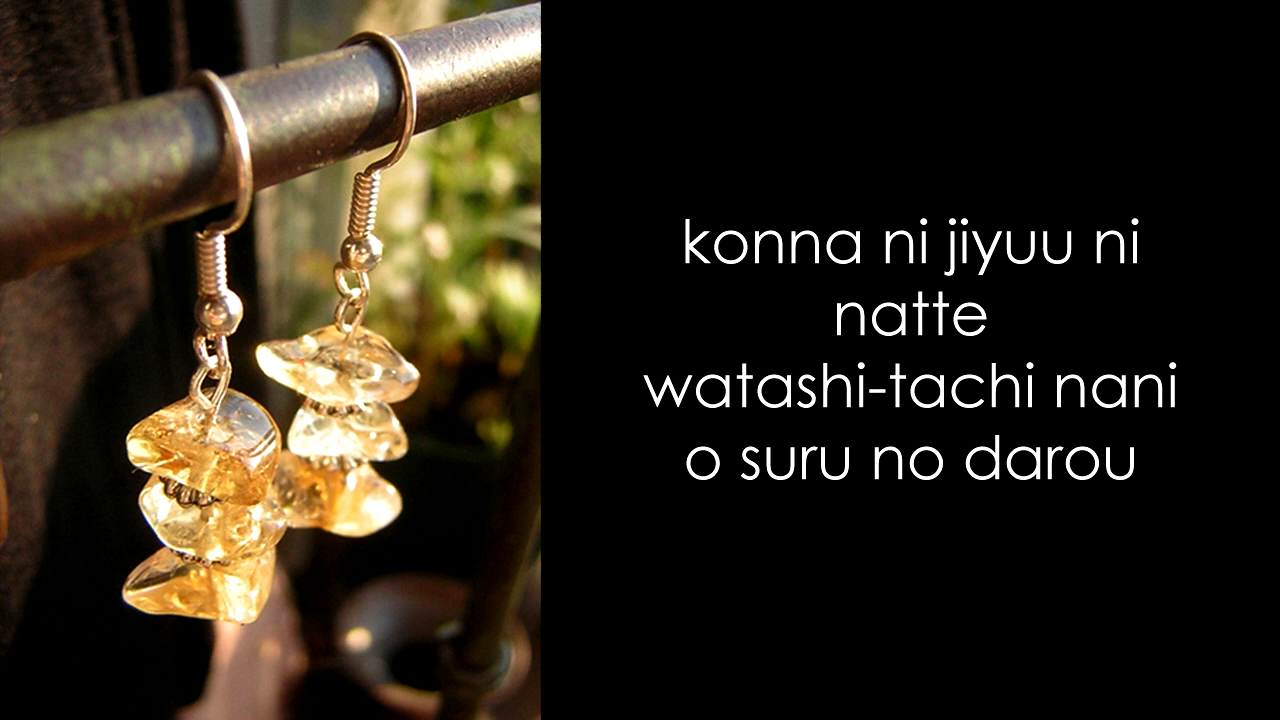 konna ni jiyuu ni
natte
watashi-tachi nani
o suru no darou